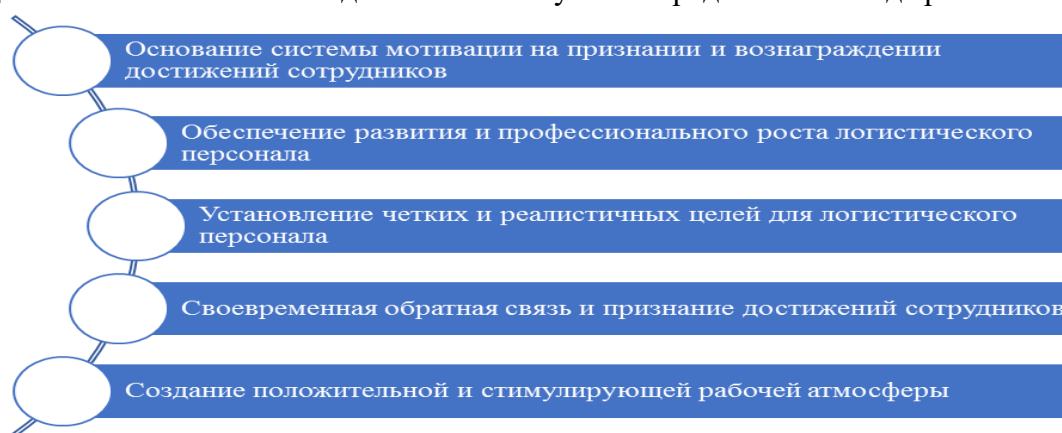 Основание системы мотивации на признании и вознаграждении
достижений сотрудников
Обеспечение развития и профессионального роста логистического
персонала
Установление четких и реалистичных целей для логистического
персонала
Своевременная обратная связь и признание достижений сотрудников
Создание положительной и стимулирующей рабочей атмосферы